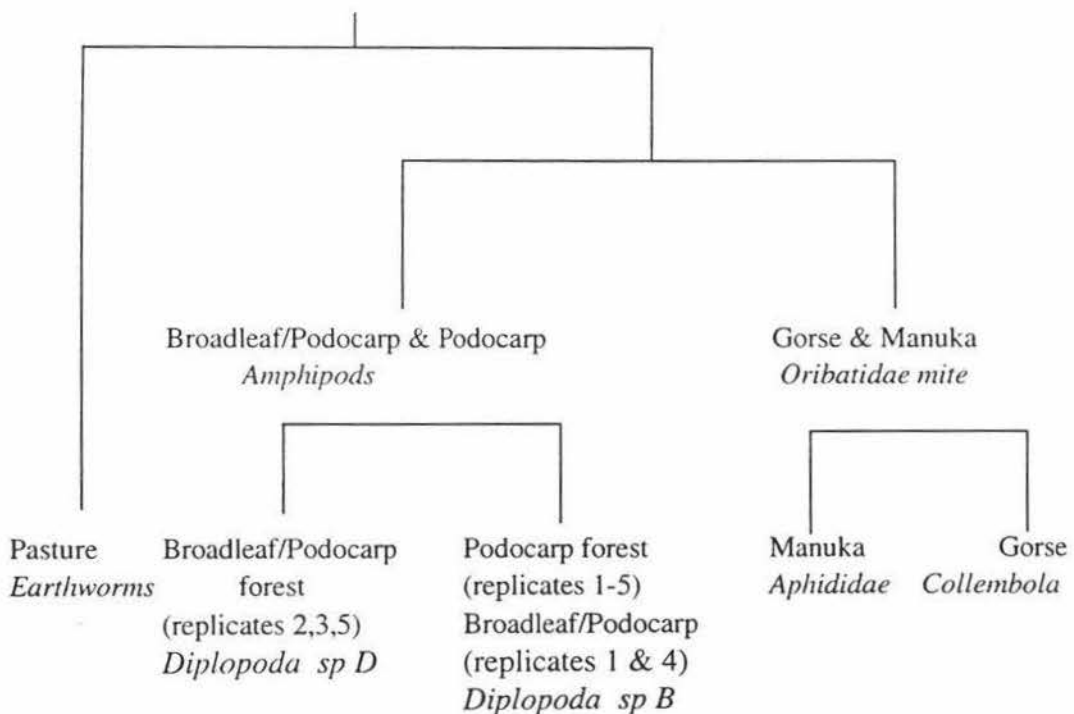 Broadleaf/Podocarp & Podocarp
Amphipods
Gorse & Manuka
Oribatidae mite
Pasture
Earthworms
Broadleaf/Podocarp
forest
(replicates 2,3,5)
Diplopoda sp D
Podocarp forest
(replicates 1-5)
Broadleaf/Podocarp
(replicates 1 & 4)
Diplopoda sp B
Manuka
Aphididae
Gorse
Collembola